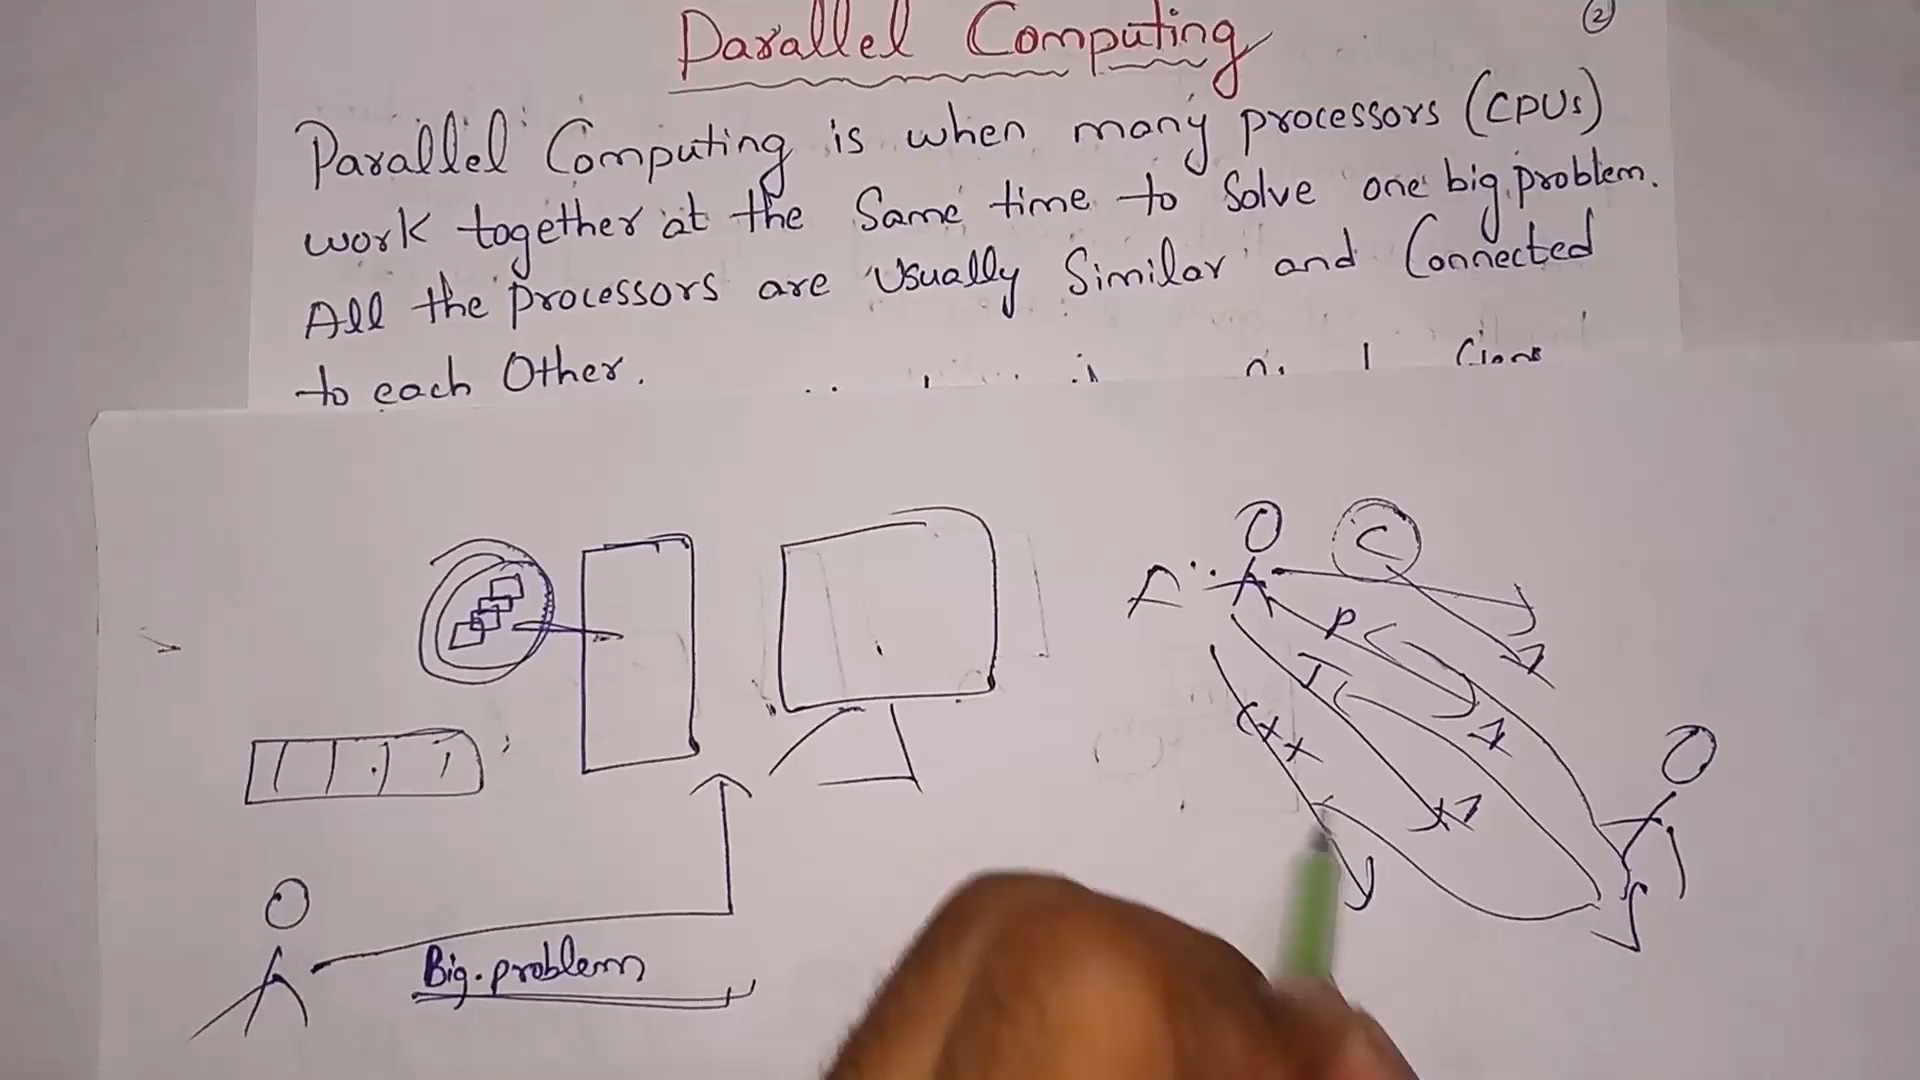 Parallel Computing
2
Parallel Computing is when many processors (CPUs)
work together at the same time to Solve one big problem.
All the processors are Usually Similar and Connected
to each Other.
C
P
J
C++
Big. problem